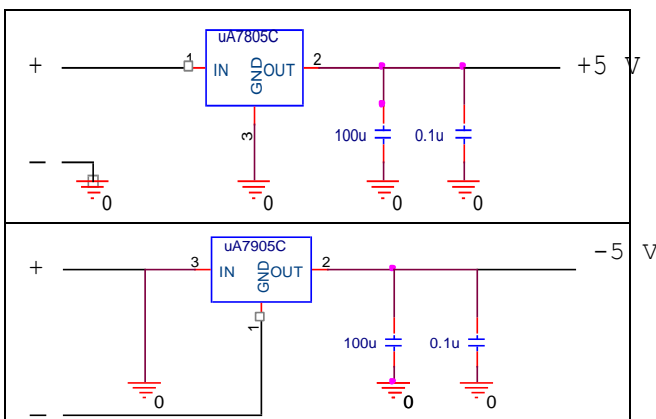 uA7805C
+ 1 IN GND OUT 2 +5 V
3
100u 0.1u
−
0 0 0 0
uA7905C
-5 V
+ 3 IN GND OUT 2
1
100u 0.1u
0 0 0
−